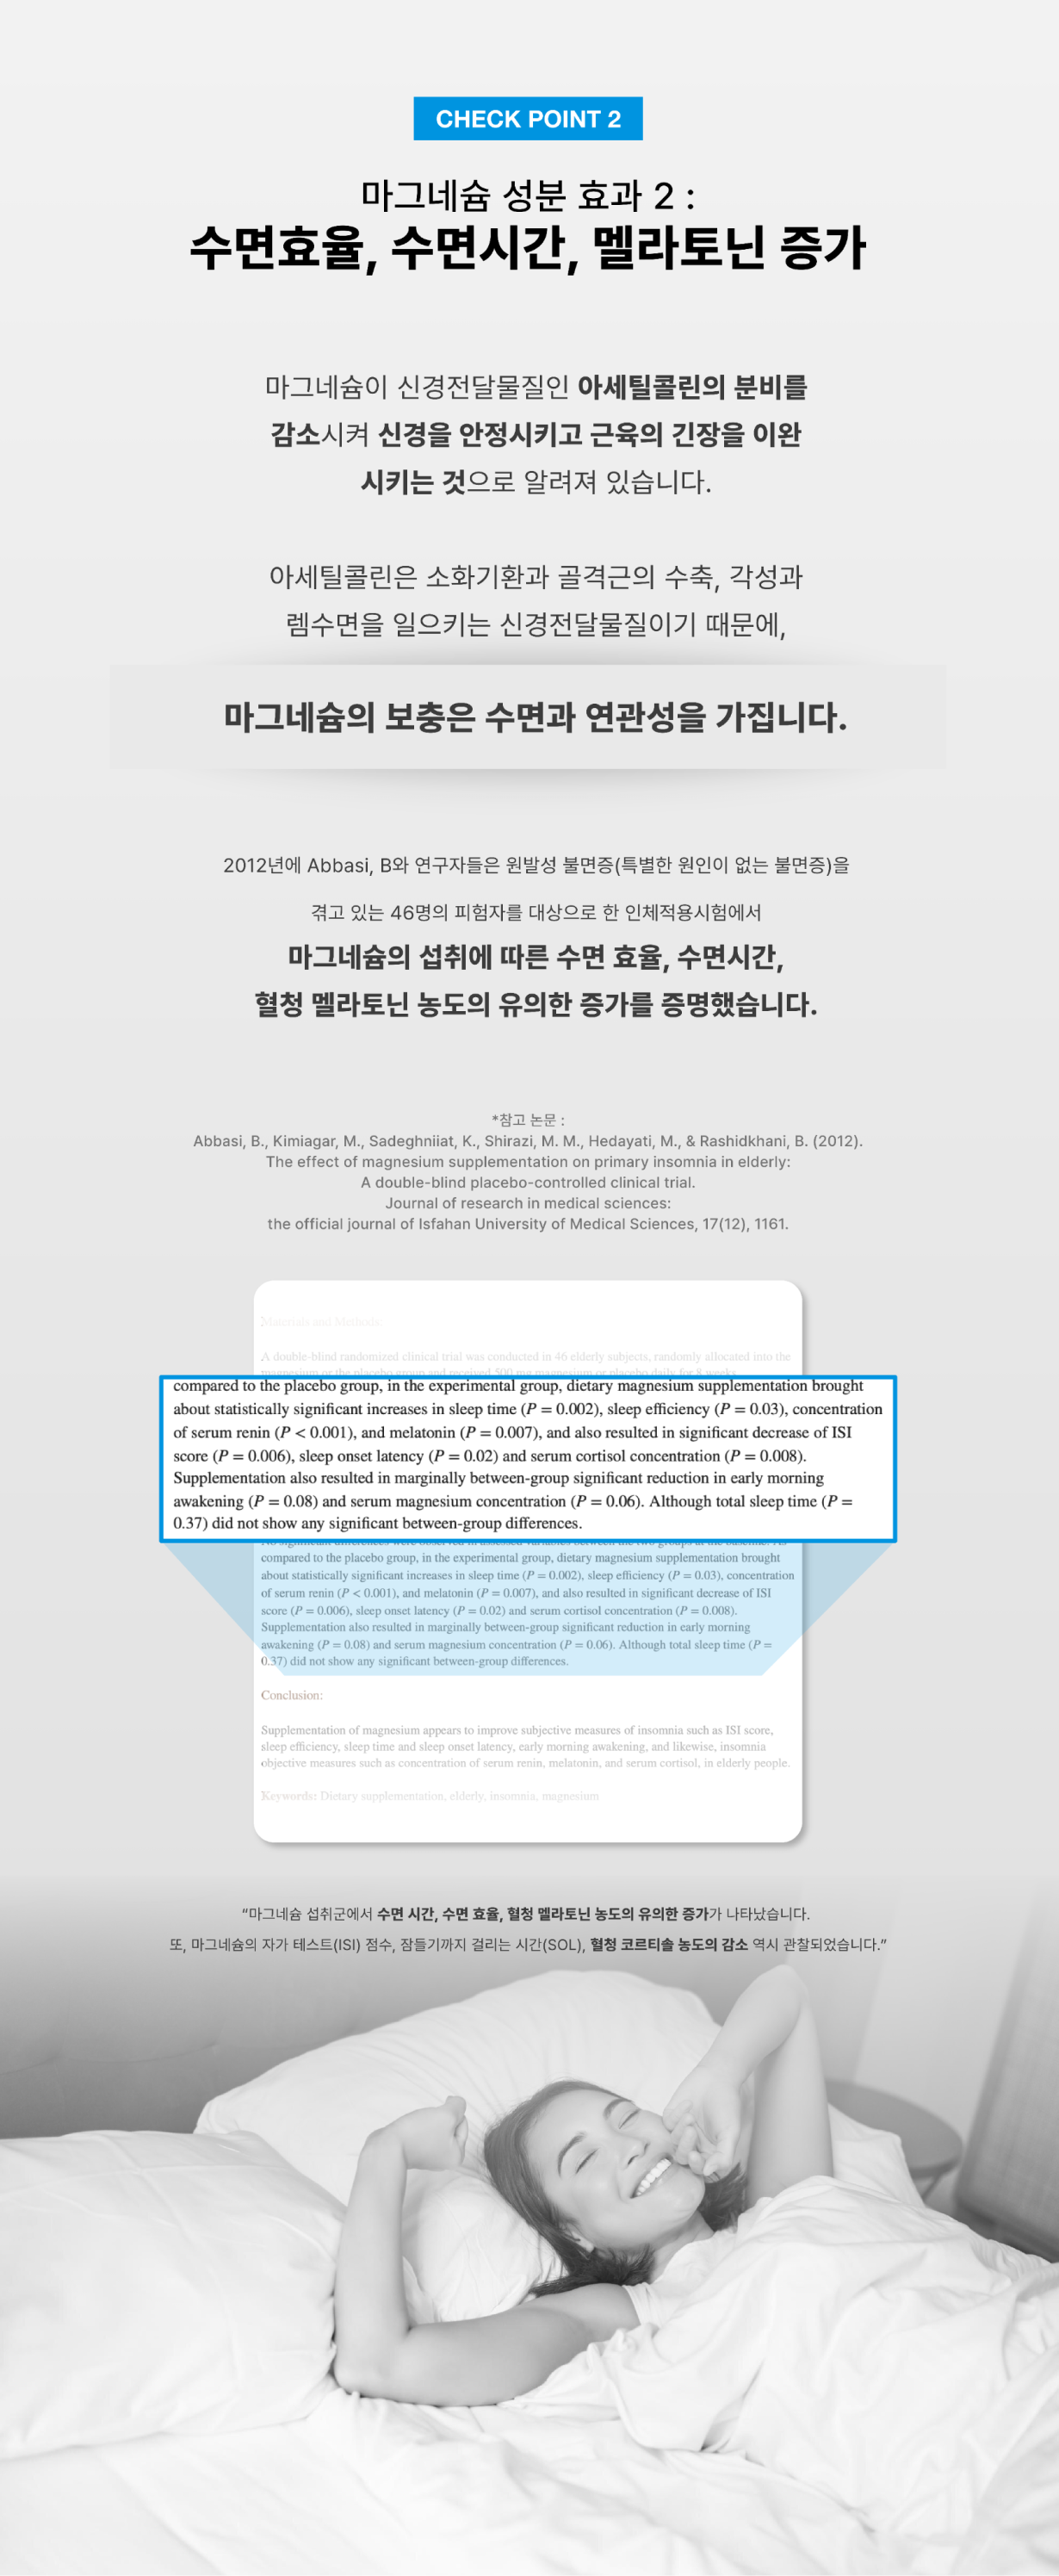 CHECK POINT 2
마그네슘 성분 효과 2 :
수면효율, 수면시간, 멜라토닌 증가
마그네슘이 신경전달물질인 아세틸콜린의 분비를
감소시켜 신경을 안정시키고 근육의 긴장을 이완
시키는 것으로 알려져 있습니다.
아세틸콜린은 소화기환과 골격근의 수축, 각성과
렘수면을 일으키는 신경전달물질이기 때문에,
마그네슘의 보충은 수면과 연관성을 가집니다.
2012년에 Abbasi, B와 연구자들은 원발성 불면증(특별한 원인이 없는 불면증)을
겪고 있는 46명의 피험자를 대상으로 한 인체적용시험에서
마그네슘의 섭취에 따른 수면 효율, 수면시간,
혈청 멜라토닌 농도의 유의한 증가를 증명했습니다.
*참고 논문 :
Abbasi, B., Kimiagar, M., Sadeghniiat, K., Shirazi, M. M., Hedayati, M., & Rashidkhani, B. (2012).
The effect of magnesium supplementation on primary insomnia in elderly:
A double-blind placebo-controlled clinical trial.
Journal of research in medical sciences:
the official journal of Isfahan University of Medical Sciences, 17(12), 1161.
Materials and Methods:
A double-blind randomized clinical trial was conducted in 46 elderly subjects, randomly allocated into the
magnesium or the placebo group and received 500 mg magnesium or placebo daily for 8 weeks.
compared to the placebo group, in the experimental group, dietary magnesium supplementation brought
about statistically significant increases in sleep time (P = 0.002), sleep efficiency (P = 0.03), concentration
of serum renin (P < 0.001), and melatonin (P = 0.007), and also resulted in significant decrease of ISI
score (P = 0.006), sleep onset latency (P = 0.02) and serum cortisol concentration (P = 0.008).
Supplementation also resulted in marginally between-group significant reduction in early morning
awakening (P = 0.08) and serum magnesium concentration (P = 0.06). Although total sleep time (P =
0.37) did not show any significant between-group differences.
No significant differences were observed in assessed variables between the two groups at the baseline. As
compared to the placebo group, in the experimental group, dietary magnesium supplementation brought
about statistically significant increases in sleep time (P = 0.002), sleep efficiency (P = 0.03), concentration
of serum renin (P < 0.001), and melatonin (P = 0.007), and also resulted in significant decrease of ISI
score (P = 0.006), sleep onset latency (P = 0.02) and serum cortisol concentration (P = 0.008).
Supplementation also resulted in marginally between-group significant reduction in early morning
awakening (P = 0.08) and serum magnesium concentration (P = 0.06). Although total sleep time (P =
0.37) did not show any significant between-group differences.
Conclusion:
Supplementation of magnesium appears to improve subjective measures of insomnia such as ISI score,
sleep efficiency, sleep time and sleep onset latency, early morning awakening, and likewise, insomnia
objective measures such as concentration of serum renin, melatonin, and serum cortisol, in elderly people.
Keywords: Dietary supplementation, elderly, insomnia, magnesium
“마그네슘 섭취군에서 수면 시간, 수면 효율, 혈청 멜라토닌 농도의 유의한 증가가 나타났습니다.
또, 마그네슘의 자가 테스트(ISI) 점수, 잠들기까지 걸리는 시간(SOL), 혈청 코르티솔 농도의 감소 역시 관찰되었습니다.”